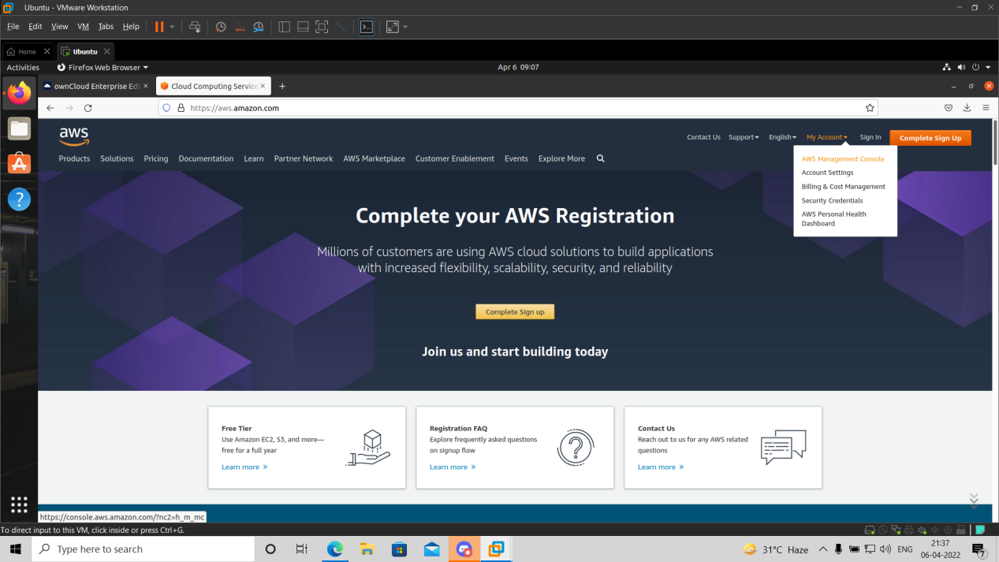 Ubuntu - VMware Workstation
File Edit View VM Tabs Help
Home Ubuntu
Activities Firefox Web Browser Apr 6 09:07
ownCloud Enterprise Edi Cloud Computing Service
https://aws.amazon.com
aws
Contact Us Support English My Account Sign In Complete Sign Up
Products Solutions Pricing Documentation Learn Partner Network AWS Marketplace Customer Enablement Events Explore More
AWS Management Console
Account Settings
Billing & Cost Management
Security Credentials
AWS Personal Health
Dashboard
Complete your AWS Registration
Millions of customers are using AWS cloud solutions to build applications
with increased flexibility, scalability, security, and reliability
Complete Sign up
Join us and start building today
Free Tier
Use Amazon EC2, S3, and more—
free for a full year
Learn more »
Registration FAQ
Explore frequently asked questions
on signup flow
Learn more »
Contact Us
Reach out to us for any AWS related
questions
Learn more »
https://console.aws.amazon.com/?nc2=h_m_mc
To direct input to this VM, click inside or press Ctrl+G.
Type here to search
31°C Haze ENG
21:37
06-04-2022
7